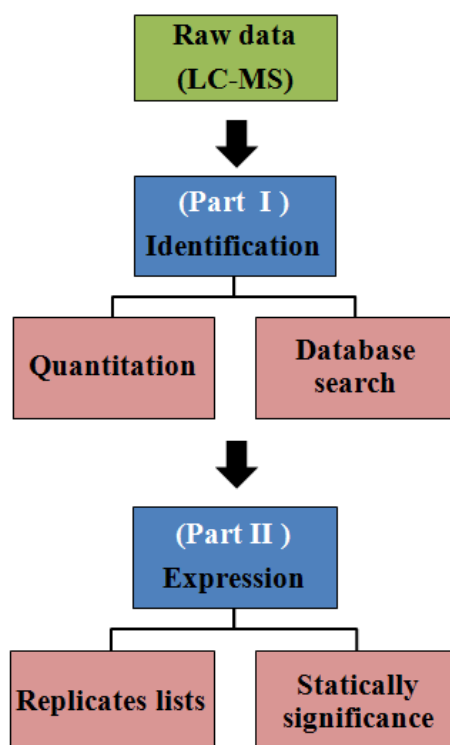 Raw data
(LC-MS)
(Part I )
Identification
Quantitation
Database
search
(Part II )
Expression
Replicates lists
Statically
significance